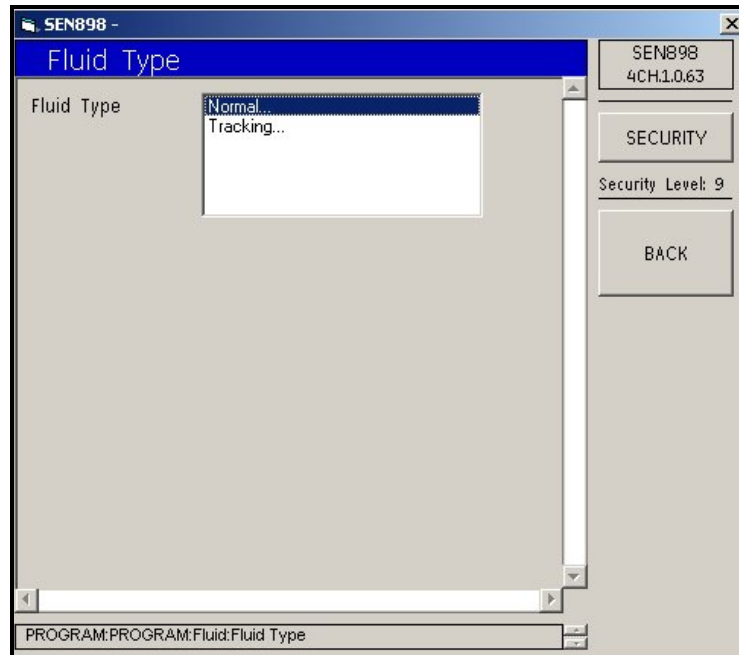 SEN898 -
Fluid Type
Fluid Type
Normal...
Tracking...
SEN898
4CH.1.0.63
SECURITY
Security Level: 9
BACK
PROGRAM:PROGRAM:Fluid:Fluid Type